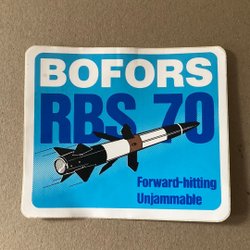 BOFORS
RBS 70
Forward-hitting
Unjammable